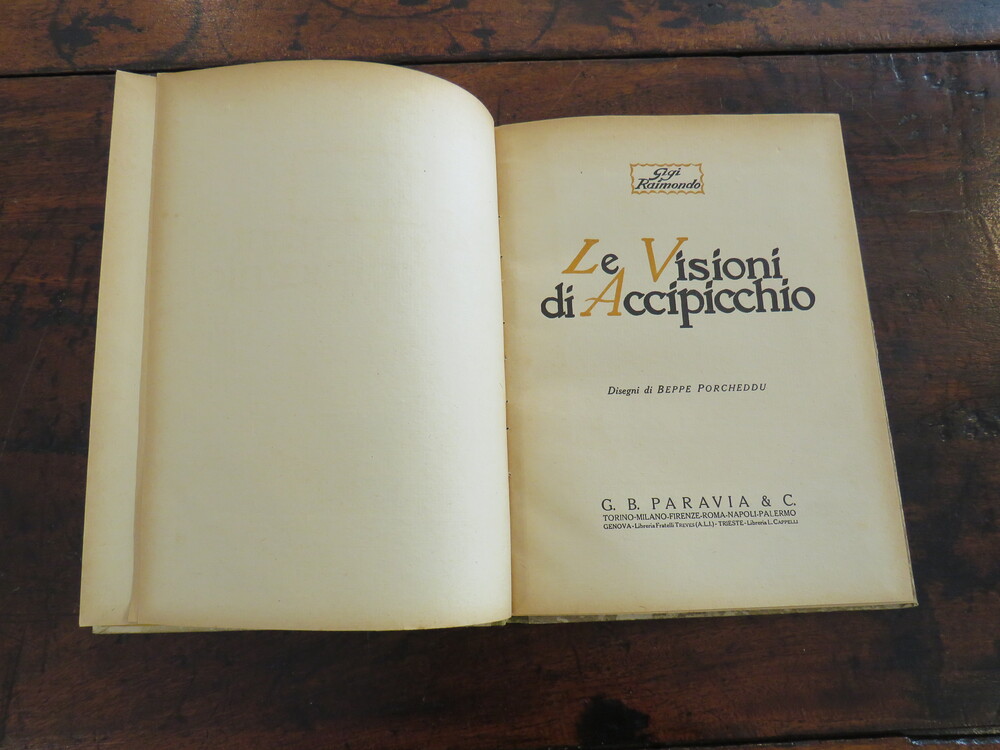 Gigi
Raimondo
Le Visioni
di Accipicchio
Disegni di BEPPE PORCHEDDU
G. B. PARAVIA & C.
TORINO-MILANO-FIRENZE-ROMA-NAPOLI-PALERMO
GENOVA - Libreria Fratelli TREVES (A.L.I.) - TRIESTE - Libreria L. CAPPELLI